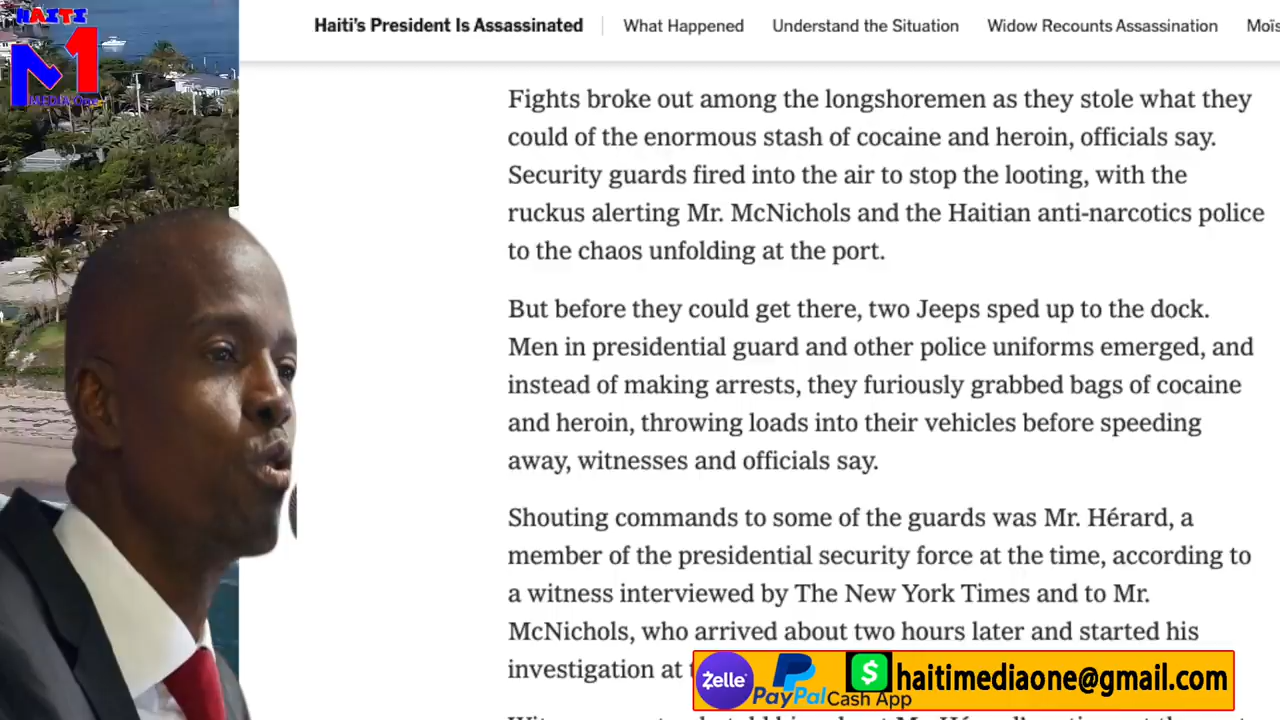 HAITI
M1
MEDIA One
Haiti's President Is Assassinated
What Happened
Understand the Situation
Widow Recounts Assassination
Fights broke out among the longshoremen as they stole what they
could of the enormous stash of cocaine and heroin, officials say.
Security guards fired into the air to stop the looting, with the
ruckus alerting Mr. McNichols and the Haitian anti-narcotics police
to the chaos unfolding at the port.
But before they could get there, two Jeeps sped up to the dock.
Men in presidential guard and other police uniforms emerged, and
instead of making arrests, they furiously grabbed bags of cocaine
and heroin, throwing loads into their vehicles before speeding
away, witnesses and officials say.
Shouting commands to some of the guards was Mr. Hérard, a
member of the presidential security force at the time, according to
a witness interviewed by The New York Times and to Mr.
McNichols, who arrived about two hours later and started his
investigation at
Zelle
PayPal
$
Cash App
haitimediaone@gmail.com